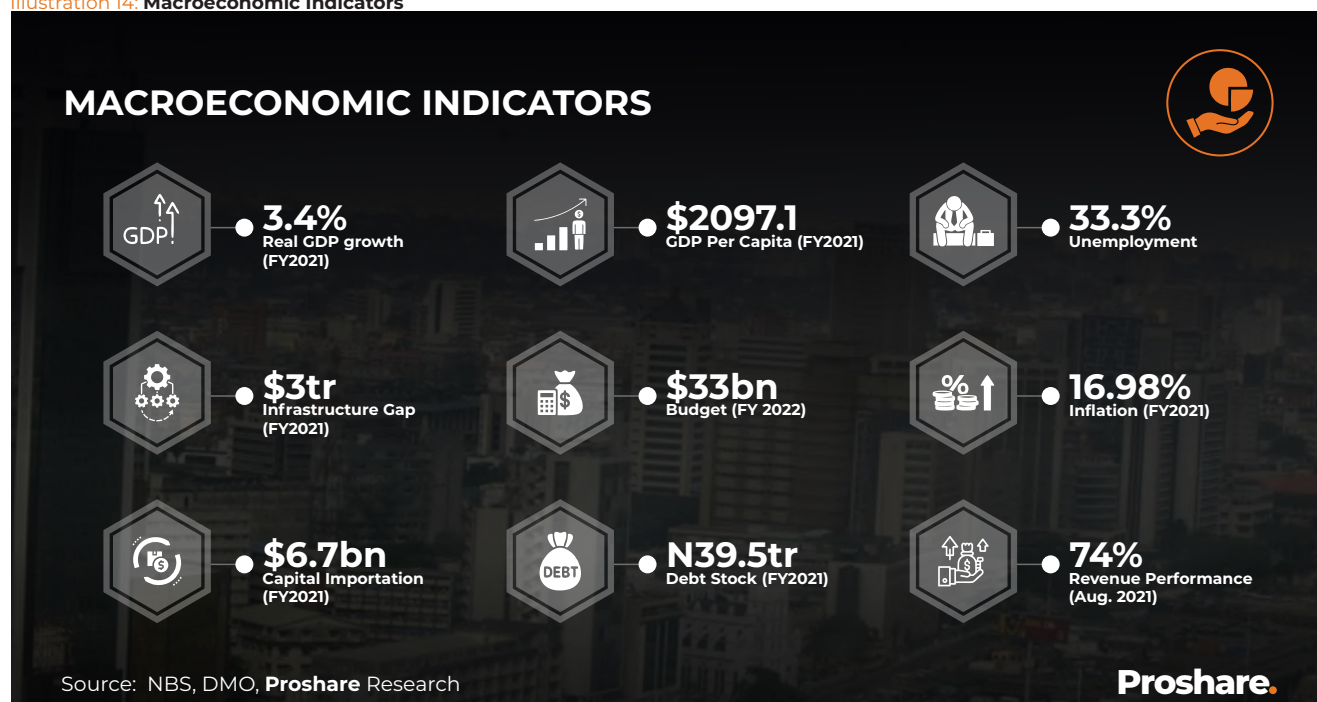 Illustration 14: Macroeconomic Indicators
MACROECONOMIC INDICATORS
GDP
3.4%
Real GDP growth
(FY2021)
$2097.1
GDP Per Capita (FY2021)
33.3%
Unemployment
$3tr
Infrastructure Gap
(FY2021)
$
$33bn
Budget (FY 2022)
%
16.98%
Inflation (FY2021)
$
$6.7bn
Capital Importation
(FY2021)
DEBT
N39.5tr
Debt Stock (FY2021)
$
74%
Revenue Performance
(Aug. 2021)
Source: NBS, DMO, Proshare Research
Proshare.